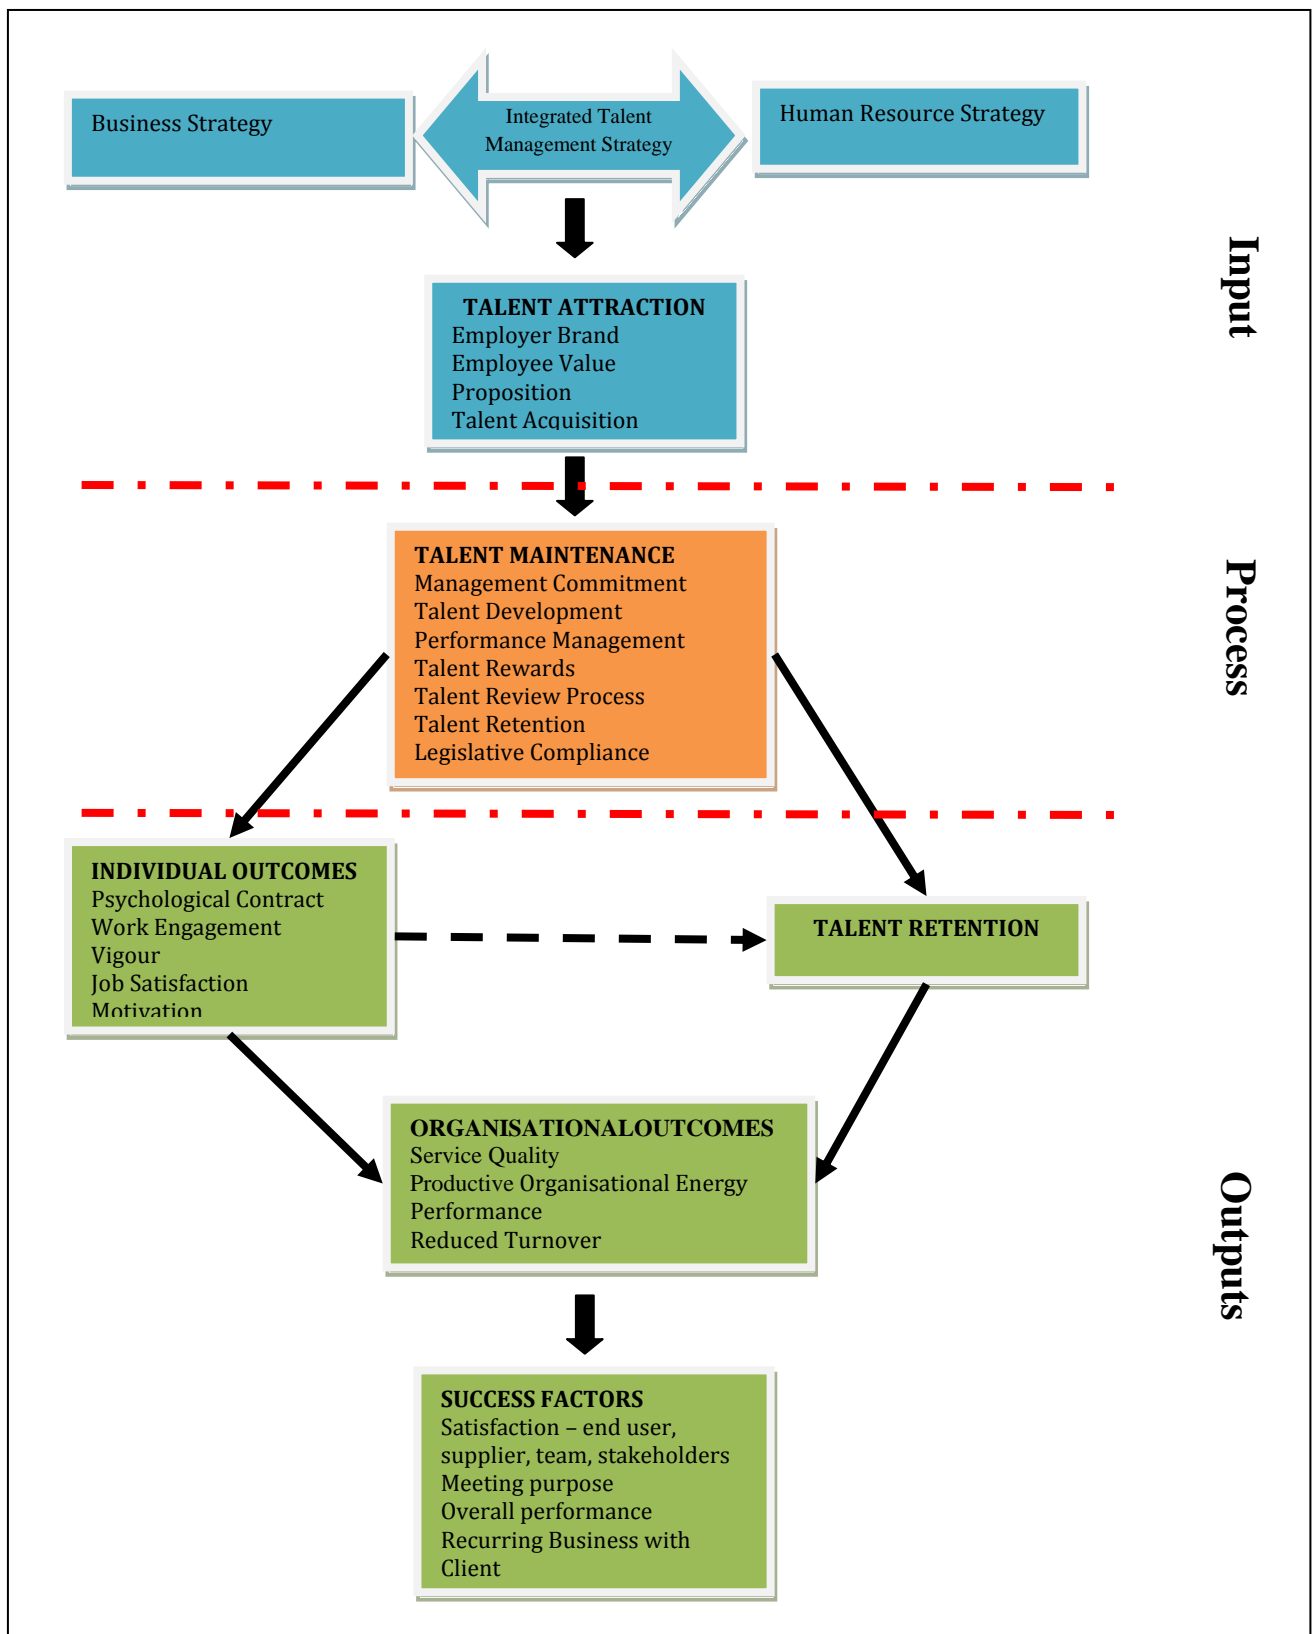 Business Strategy
Integrated Talent
Management Strategy
Human Resource Strategy
Input
TALENT ATTRACTION
Employer Brand
Employee Value
Proposition
Talent Acquisition
Process
TALENT MAINTENANCE
Management Commitment
Talent Development
Performance Management
Talent Rewards
Talent Review Process
Talent Retention
Legislative Compliance
INDIVIDUAL OUTCOMES
Psychological Contract
Work Engagement
Vigour
Job Satisfaction
Motivation
TALENT RETENTION
Outputs
ORGANISATIONALOUTCOMES
Service Quality
Productive Organisational Energy
Performance
Reduced Turnover
SUCCESS FACTORS
Satisfaction – end user,
supplier, team, stakeholders
Meeting purpose
Overall performance
Recurring Business with
Client